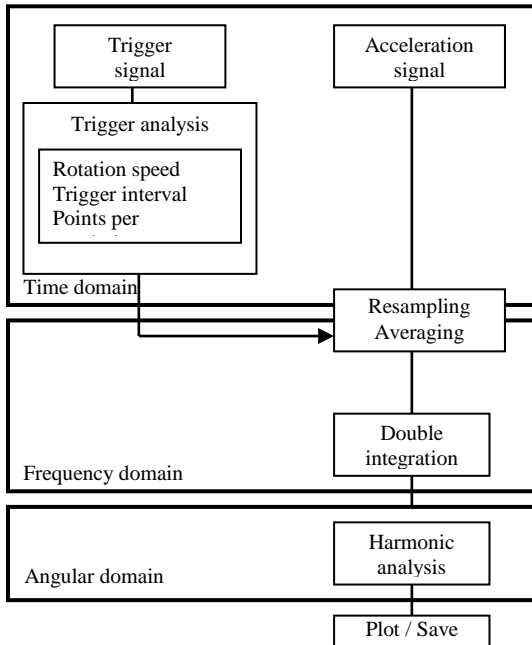 Trigger
signal
Acceleration
signal
Trigger analysis
Rotation speed
Trigger interval
Points per
Time domain
Resampling
Averaging
Double
integration
Frequency domain
Harmonic
analysis
Angular domain
Plot / Save